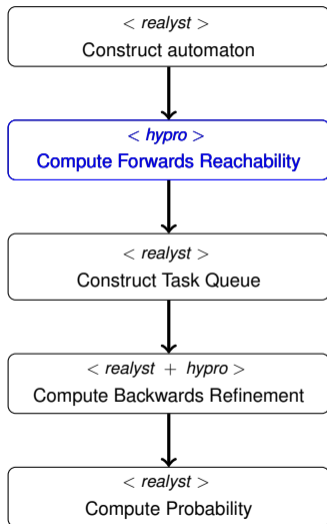 < realyst >
Construct automaton
< hypro >
Compute Forwards Reachability
< realyst >
Construct Task Queue
< realyst + hypro >
Compute Backwards Refinement
< realyst >
Compute Probability